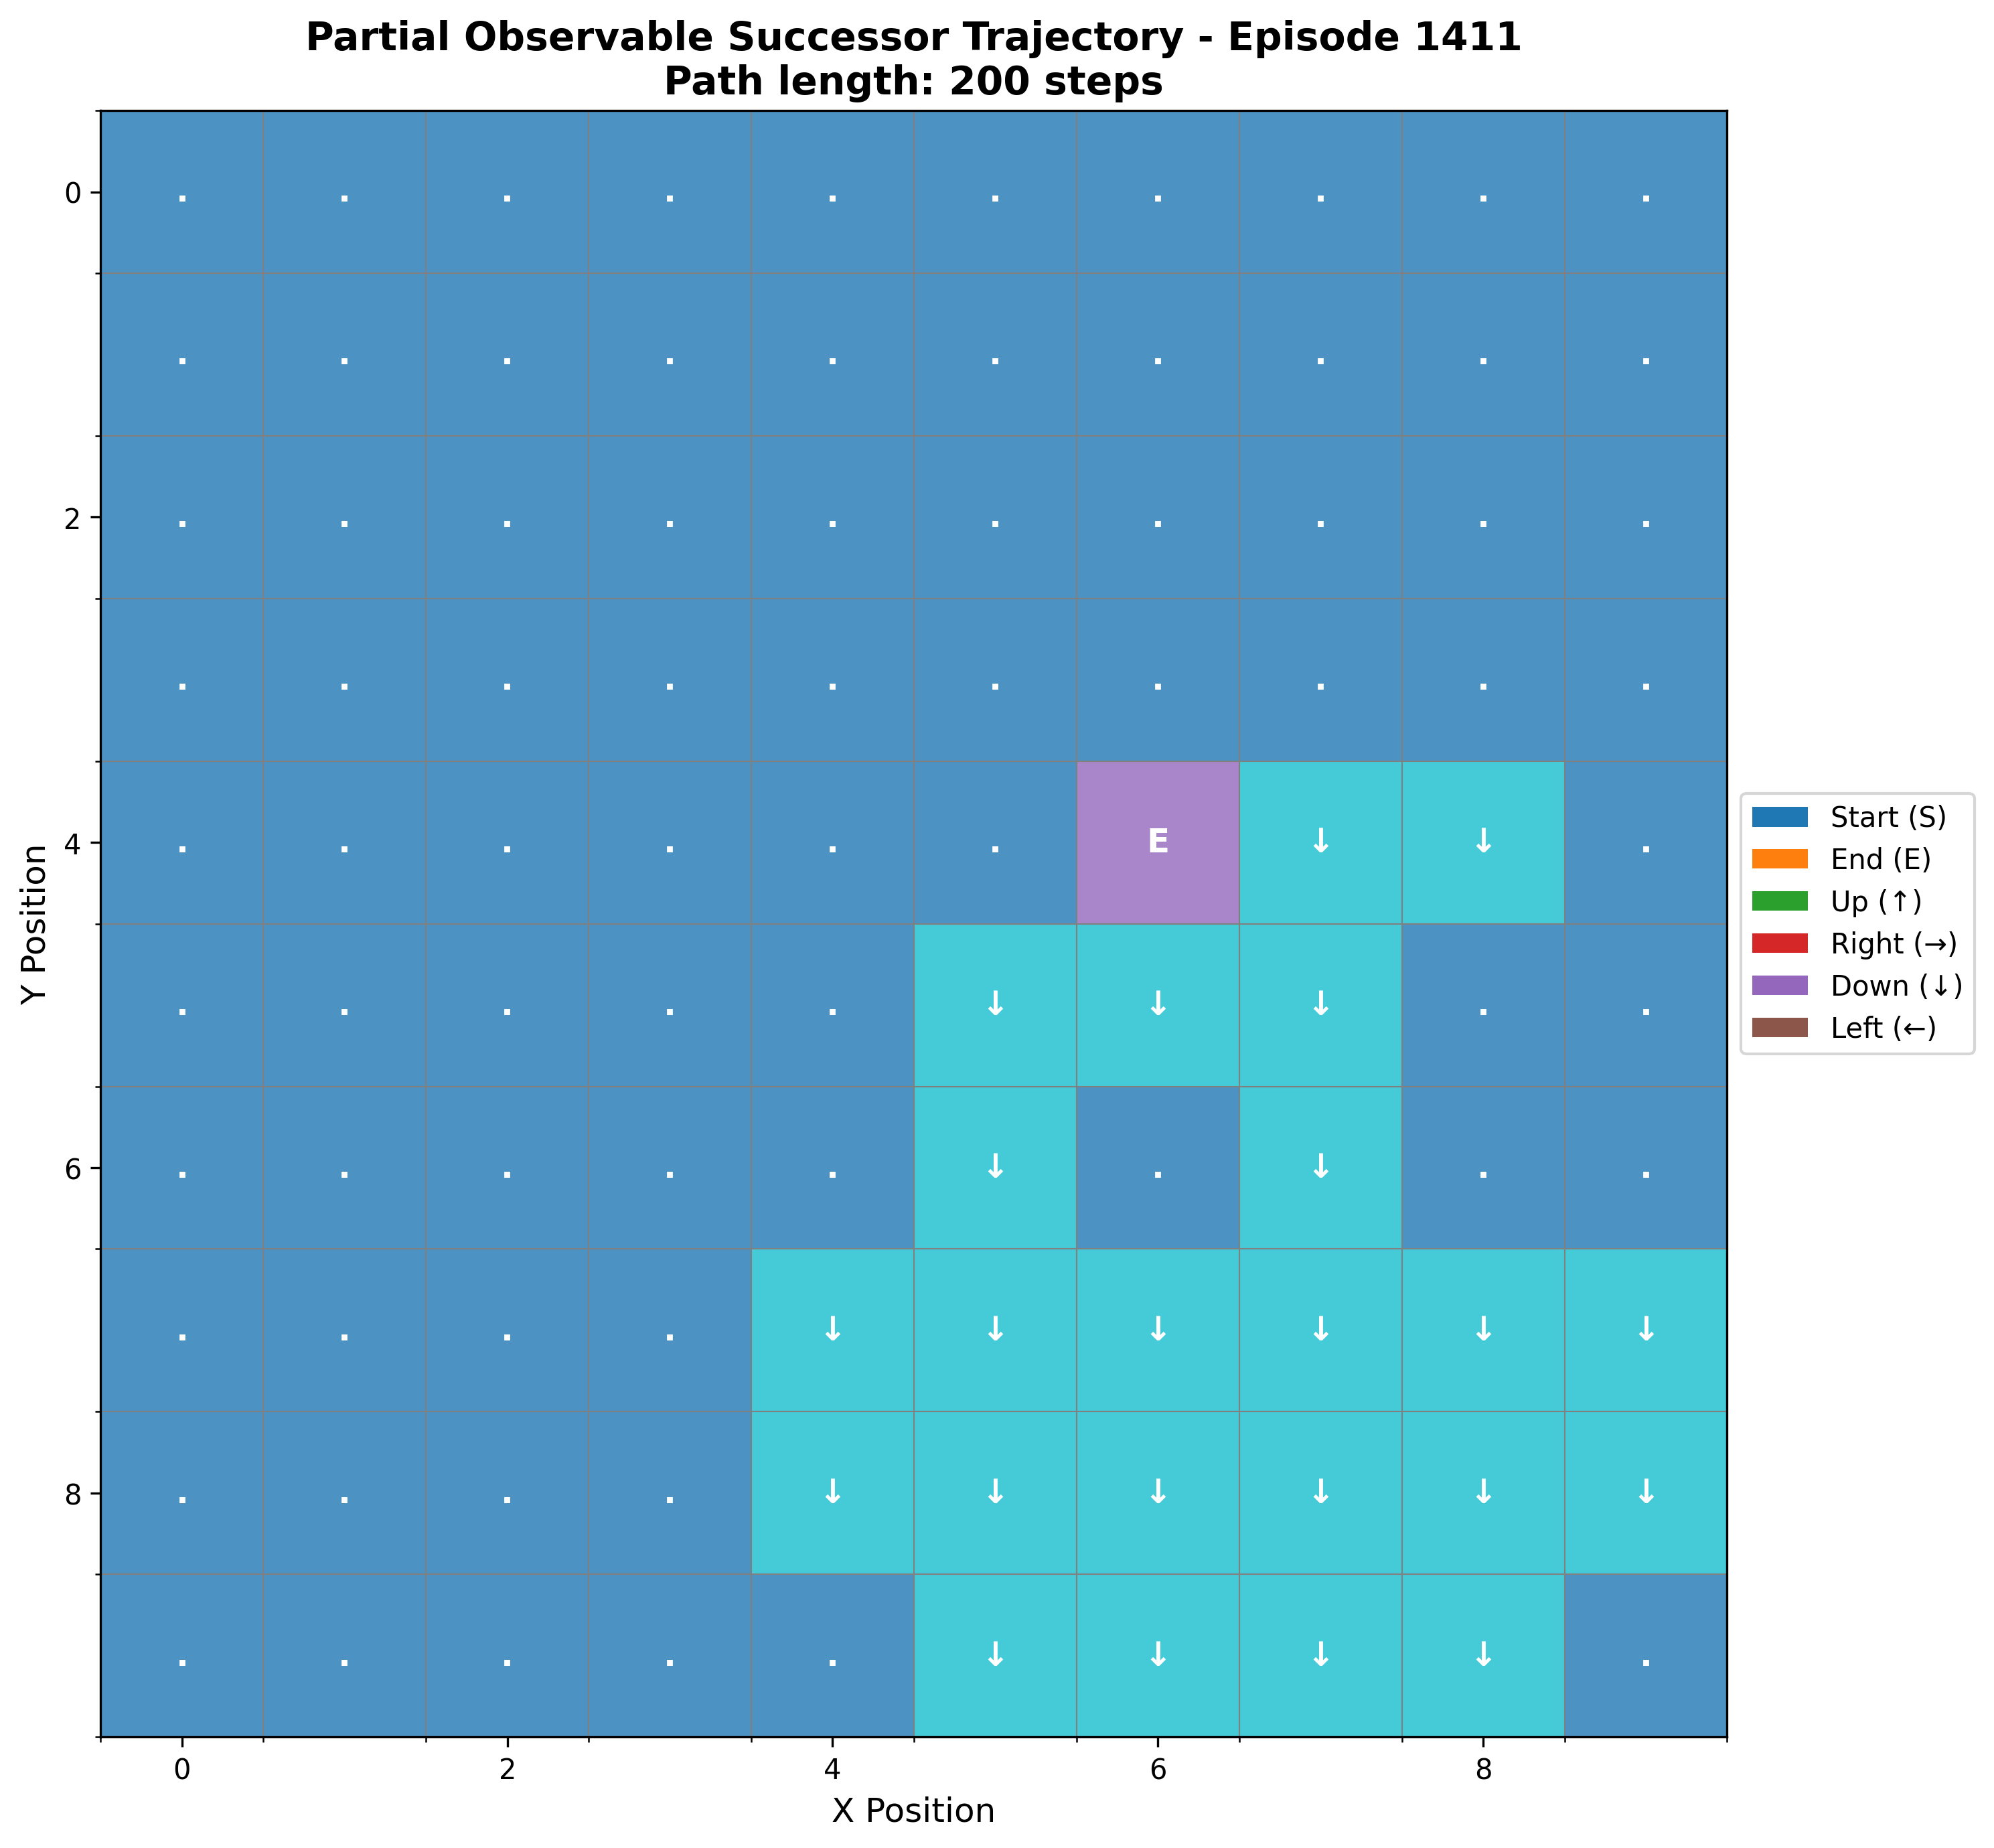 Partial Observable Successor Trajectory - Episode 1411
Path length: 200 steps
0 . . . . . . . . . .
. . . . . . . . . .
2 . . . . . . . . . .
. . . . . . . . . .
4 . . . . . . E ↓ ↓ .
. . . . . ↓ ↓ ↓ . .
6 . . . . . ↓ . ↓ . .
. . . . ↓ ↓ ↓ ↓ ↓ ↓
8 . . . . ↓ ↓ ↓ ↓ ↓ ↓
. . . . . ↓ ↓ ↓ ↓ .
0 2 4 6 8
X Position
Y Position
Start (S)
End (E)
Up (↑)
Right (→)
Down (↓)
Left (←)